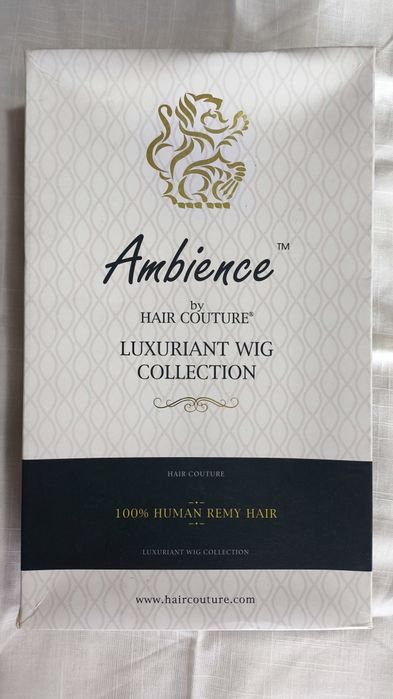 Ambience™
by
HAIR COUTURE®
LUXURIANT WIG
COLLECTION
HAIR COUTURE
100% HUMAN REMY HAIR
LUXURIANT WIG COLLECTION
www.haircouture.com